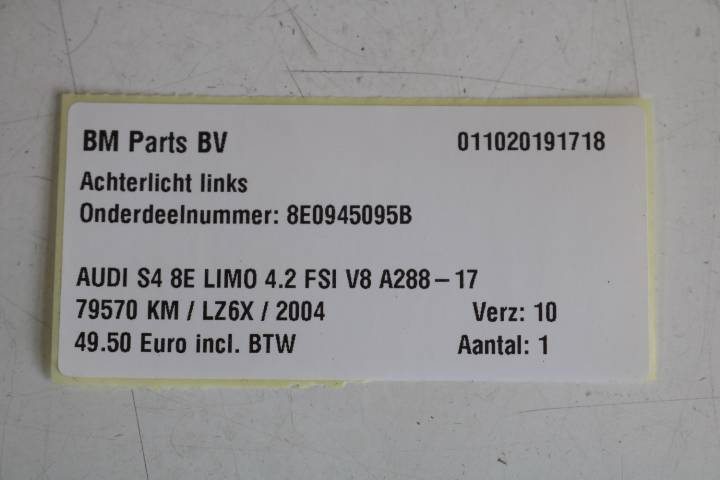 BM Parts BV 011020191718
Achterlicht links
Onderdeelnummer: 8E0945095B
AUDI S4 8E LIMO 4.2 FSI V8 A288-17
79570 KM / LZ6X / 2004 Verz: 10
49.50 Euro incl. BTW Aantal: 1